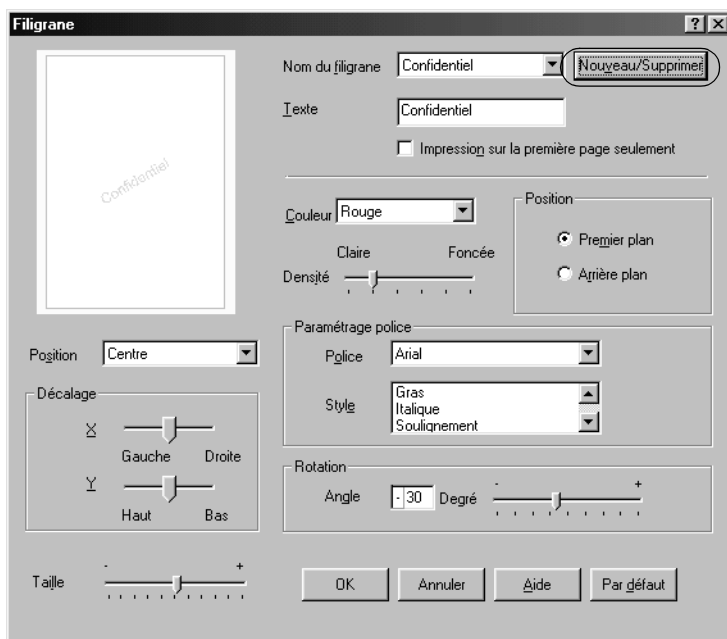 Filigrane
Confidentiel
Nom du filigrane Confidentiel Nouveau/Supprimer
Texte Confidentiel
Impression sur la première page seulement
Couleur Rouge
Claire Foncée
Densité
Position
Premier plan
Arrière plan
Position Centre
Paramétrage police
Police Arial
Style Gras
Italique
Soulignement
Décalage
X
Gauche Droite
Y
Haut Bas
Rotation
- +
Angle - 30 Degré
Taille - +
OK Annuler Aide Par défaut